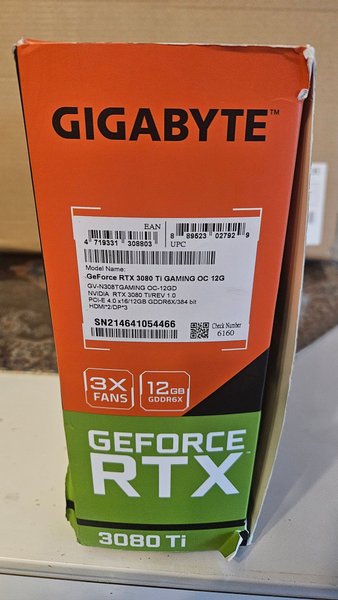 GIGABYTE™
EAN
4 719331 308803
8 89523 02792 9
UPC
Model Name:
GeForce RTX 3080 Ti GAMING OC 12G
GV-N308TGAMING OC-12GD
NVIDIA RTX 3080 TI/REV 1.0
PCI-E 4.0 x16/12GB GDDR6X/384 bit
HDMI*2/DP*3
SN214641054466
Check Number
6160
3X
FANS
12GB
GDDR6X
GEFORCE
RTX™
3080 Ti